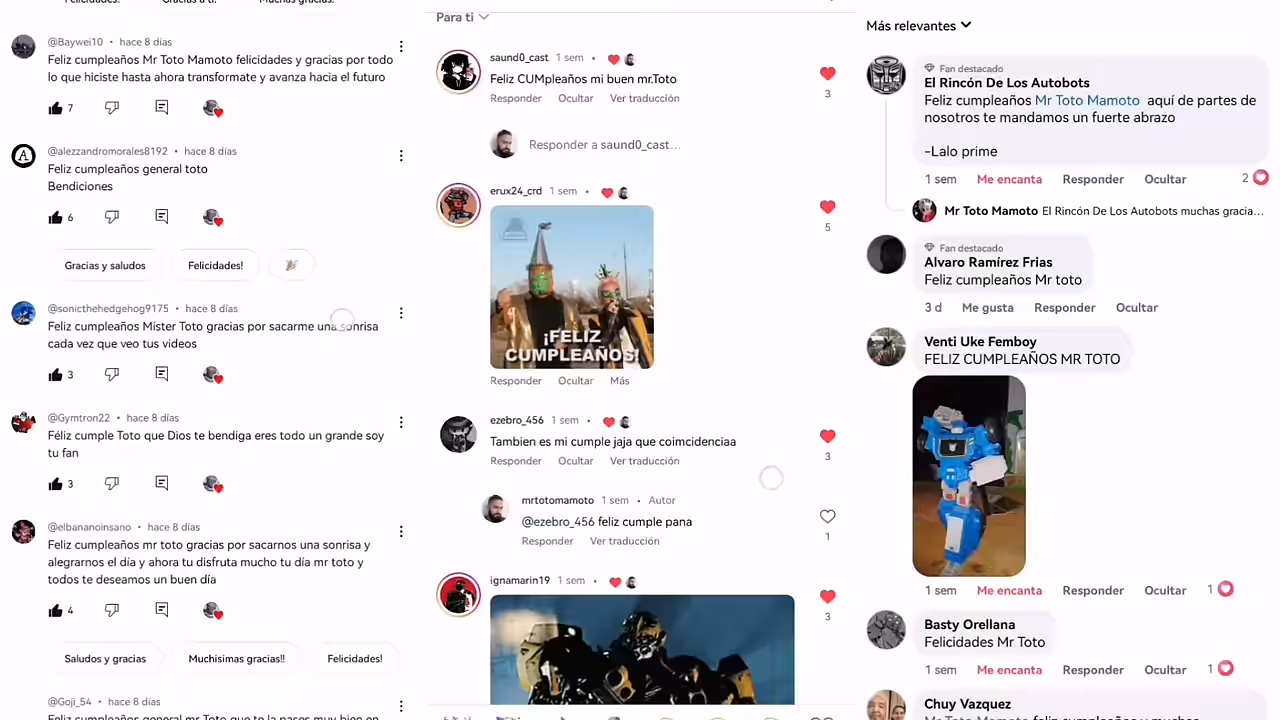 Felicidades!
Gracias a ti!
Muchas gracias!
@Baywei10 • hace 8 días
Feliz cumpleaños Mr Toto Mamoto felicidades y gracias por todo
lo que hiciste hasta ahora transformate y avanza hacia el futuro
7
@alezzandromorales8192 • hace 8 días
Feliz cumpleaños general toto
Bendiciones
6
Gracias y saludos
Felicidades!
@sonicthehedgehog9175 • hace 8 días
Feliz cumpleaños Míster Toto gracias por sacarme una sonrisa
cada vez que veo tus videos
3
@Gymtron22 • hace 8 días
Féliz cumple Toto que Dios te bendiga eres todo un grande soy
tu fan
3
@elbananoinsano • hace 8 días
Feliz cumpleaños mr toto gracias por sacarnos una sonrisa y
alegrarnos el día y ahora tu disfruta mucho tu día mr toto y
todos te deseamos un buen día
4
Saludos y gracias
Muchisimas gracias!!
Felicidades!
@Goji_54 • hace 8 días
Feliz cumpleaños general mr Toto que te la pases muy bien en
Para ti
saund0_cast 1 sem •
Feliz CUMpleaños mi buen mr.Toto
3
Responder Ocultar Ver traducción
Responder a saund0_cast...
erux24_crd 1 sem •
5
¡FELIZ
CUMPLEAÑOS!
Responder Ocultar Más
ezebro_456 1 sem •
Tambien es mi cumple jaja que coimcidenciaa
3
Responder Ocultar Ver traducción
mrtotomamoto 1 sem • Autor
@ezebro_456 feliz cumple pana
1
Responder Ver traducción
ignamarin19 1 sem •
3
Más relevantes
Fan destacado
El Rincón De Los Autobots
Feliz cumpleaños Mr Toto Mamoto aquí de partes de
nosotros te mandamos un fuerte abrazo
-Lalo prime
1 sem Me encanta Responder Ocultar 2
Mr Toto Mamoto El Rincón De Los Autobots muchas gracia...
Fan destacado
Alvaro Ramírez Frias
Feliz cumpleaños Mr toto
3 d Me gusta Responder Ocultar
Venti Uke Femboy
FELIZ CUMPLEAÑOS MR TOTO
1 sem Me encanta Responder Ocultar 1
Basty Orellana
Felicidades Mr Toto
1 sem Me encanta Responder Ocultar 1
Chuy Vazquez
Mr Toto Mamoto feliz cumpleaños y muchas